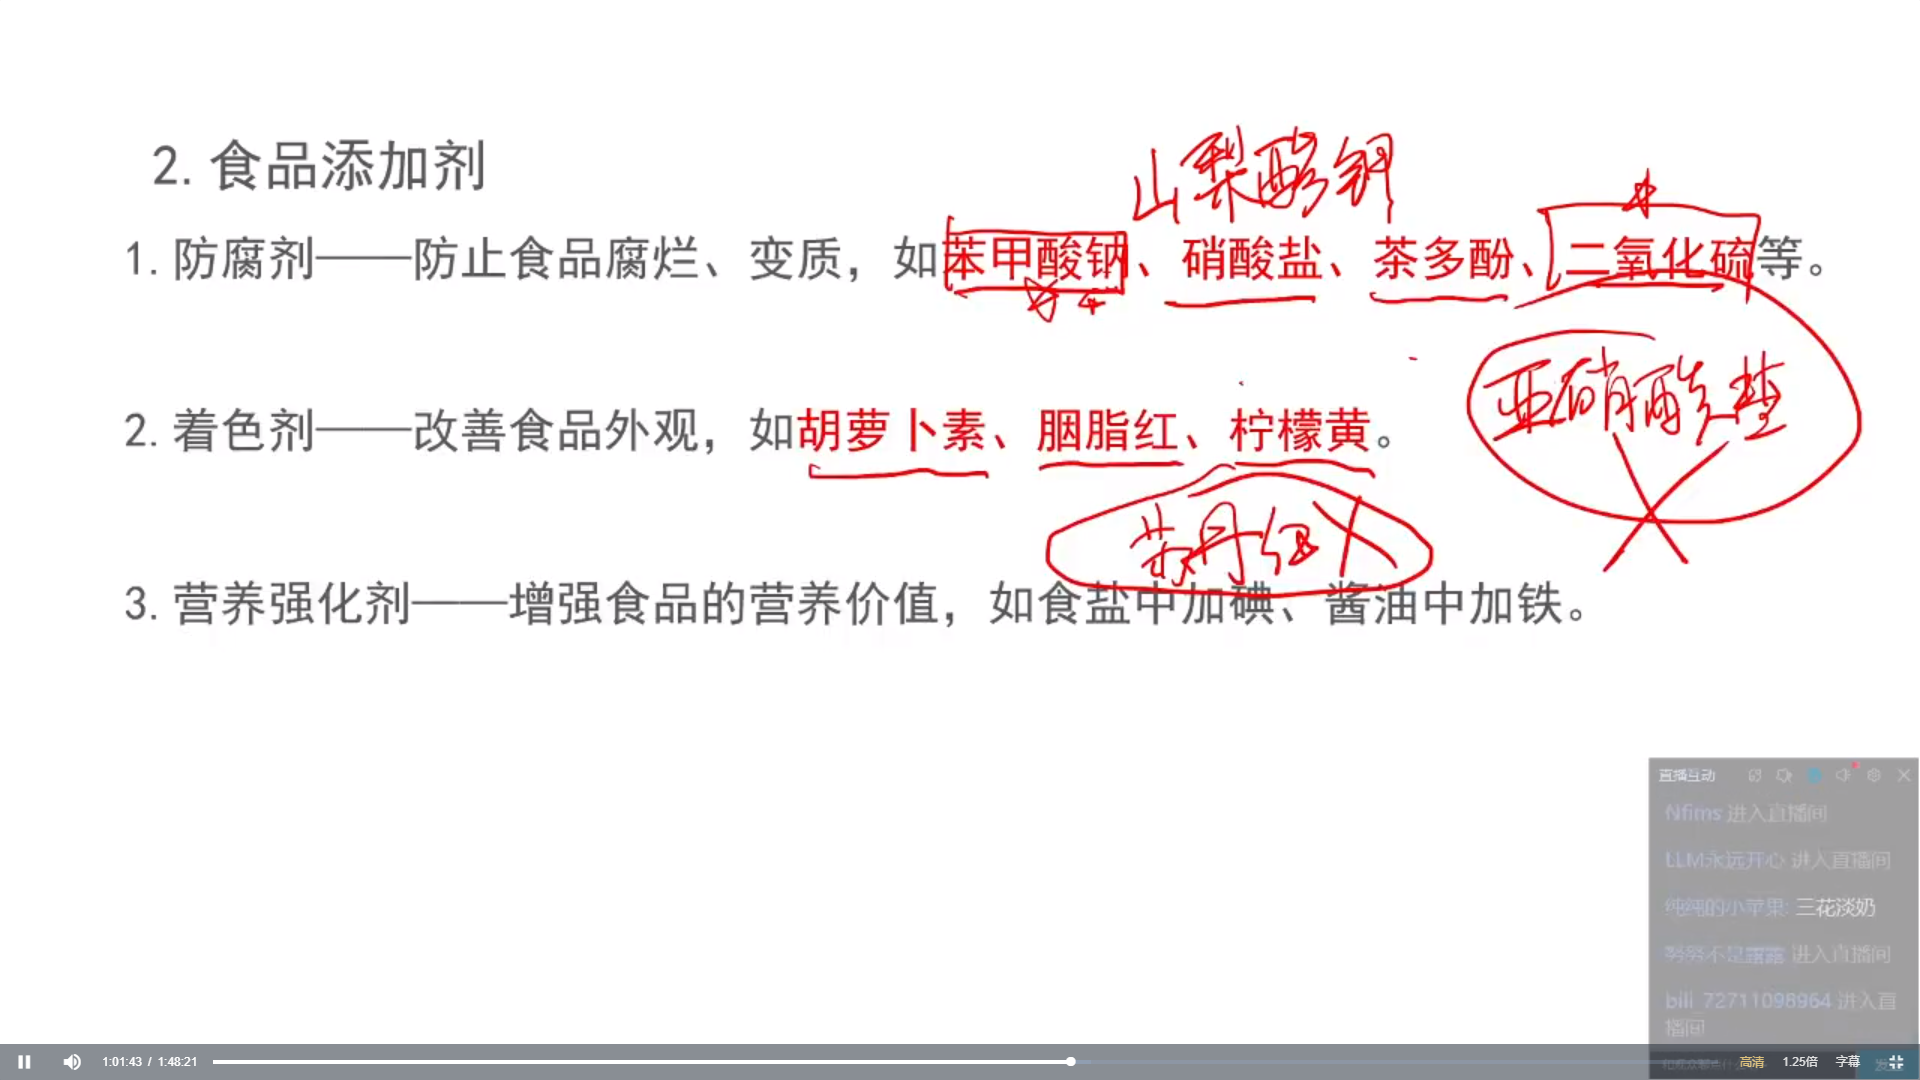 2. 食品添加剂
山梨酸钾
1. 防腐剂——防止食品腐烂、变质，如苯甲酸钠、硝酸盐、茶多酚、二氧化硫等。
亚硝酸盐
2. 着色剂——改善食品外观，如胡萝卜素、胭脂红、柠檬黄。
苏丹红
3. 营养强化剂——增强食品的营养价值，如食盐中加碘、酱油中加铁。
直播互动
Nfims 进入直播间
LLM永远开心 进入直播间
纯纯的小苹果: 三花淡奶
进入直播间
bili_72711098964 进入直
播间
1:01:43 / 1:48:21
高清 1.25倍 字幕